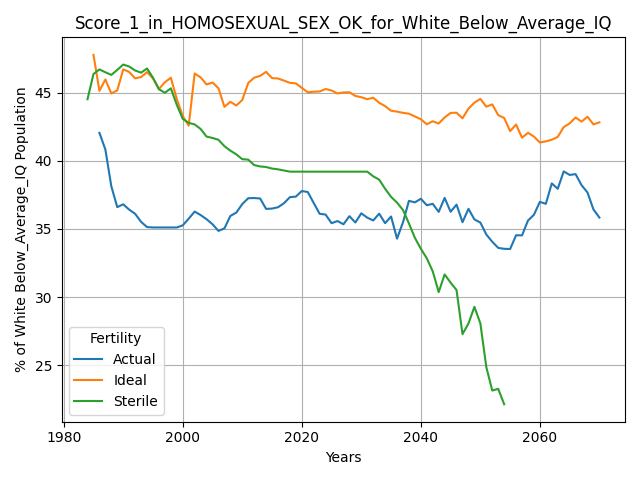 Score_1_in_HOMOSEXUAL_SEX_OK_for_White_Below_Average_IQ
% of White Below_Average_IQ Population
45
40
35
30
25
Fertility
Actual
Ideal
Sterile
1980 2000 2020 2040 2060
Years